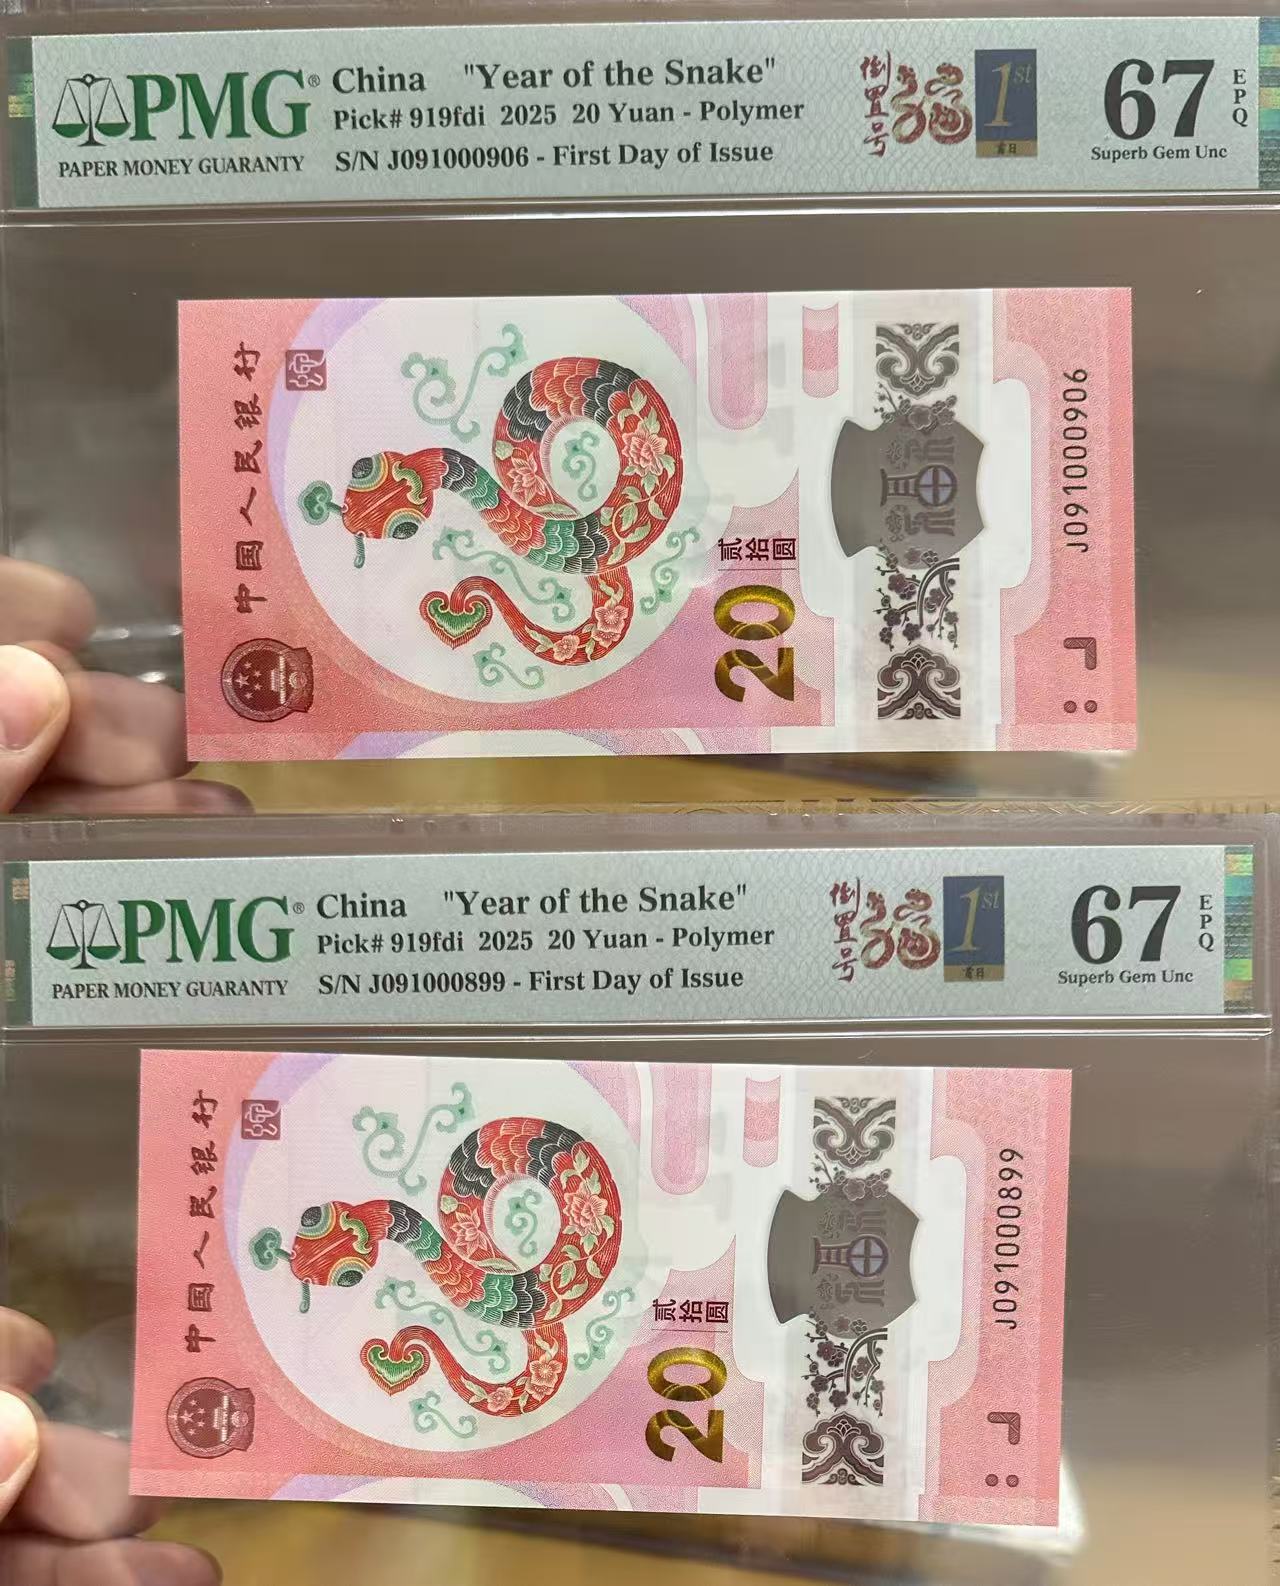 PMG®
PAPER MONEY GUARANTY
China "Year of the Snake"
Pick# 919fdi 2025 20 Yuan - Polymer
S/N J091000906 - First Day of Issue
倒置号
1st
首日
67
EPQ
Superb Gem Unc
中国人民银行
贰拾圆
20
J091000906
PMG®
PAPER MONEY GUARANTY
China "Year of the Snake"
Pick# 919fdi 2025 20 Yuan - Polymer
S/N J091000899 - First Day of Issue
倒置号
1st
首日
67
EPQ
Superb Gem Unc
中国人民银行
贰拾圆
20
J091000899